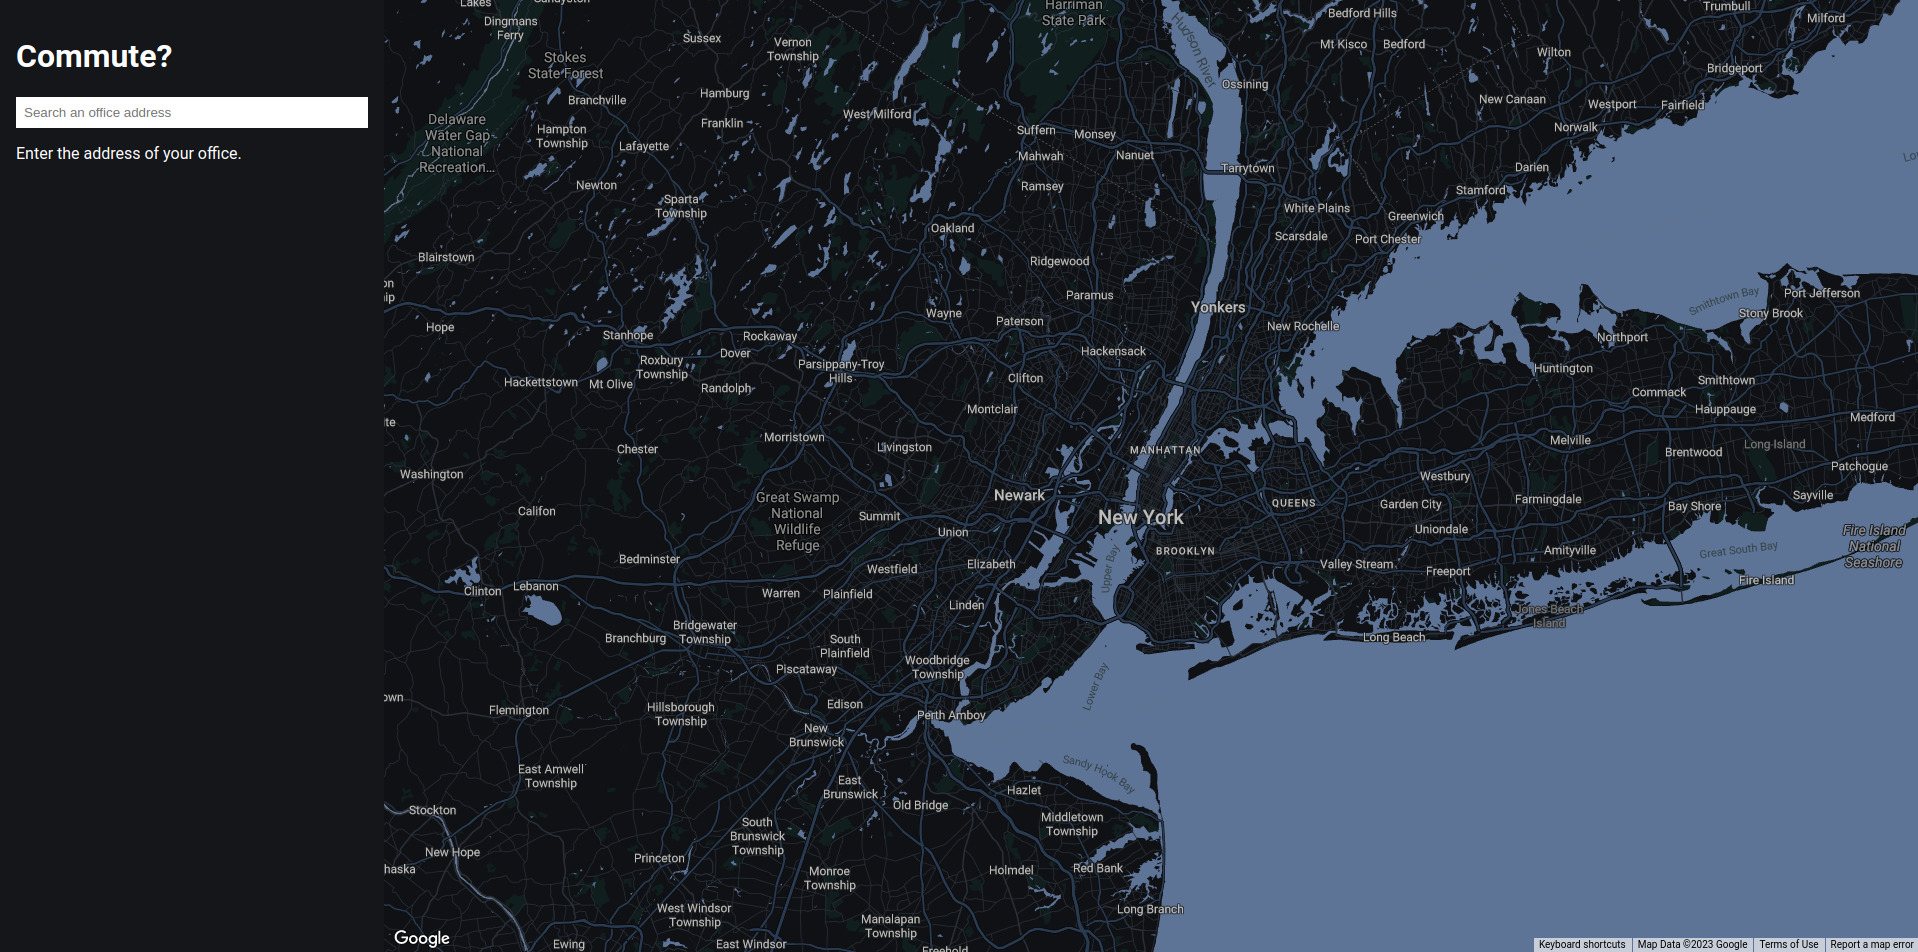 Commute?
Search an office address
Enter the address of your office.
Lakes
Dingmans
Ferry
Sussex
Vernon
Township
Harriman
State Park
Hudson River
Bedford Hills
Trumbull
Milford
Mt Kisco
Bedford
Wilton
Stokes
State Forest
Bridgeport
Ossining
Branchville
Hamburg
New Canaan
Westport
Fairfield
West Milford
Delaware
Water Gap
National
Recreation...
Hampton
Township
Franklin
Suffern
Monsey
Norwalk
Lafayette
Mahwah
Nanuet
Tarrytown
Darien
Newton
Ramsey
Stamford
Sparta
Township
White Plains
Greenwich
Oakland
Scarsdale
Port Chester
Blairstown
Ridgewood
Paramus
Yonkers
Smithtown Bay
Port Jefferson
Hope
Wayne
Paterson
New Rochelle
Stony Brook
Stanhope
Rockaway
Northport
Dover
Hackensack
Roxbury
Township
Parsippany-Troy
Hills
Huntington
Hackettstown
Mt Olive
Randolph
Clifton
Smithtown
Commack
Montclair
Hauppauge
Medford
Morristown
Livingston
MANHATTAN
Melville
Long Island
Chester
Brentwood
Washington
Westbury
Patchogue
Newark
QUEENS
Garden City
Farmingdale
Sayville
Great Swamp
National
Wildlife
Refuge
Califon
Summit
New York
Bay Shore
Union
Uniondale
Fire Island
National
Seashore
Bedminster
BROOKLYN
Amityville
Great South Bay
Westfield
Elizabeth
Upper Bay
Valley Stream
Freeport
Fire Island
Clinton
Lebanon
Warren
Plainfield
Linden
Jones Beach
Island
Bridgewater
Township
Branchburg
South
Plainfield
Long Beach
Piscataway
Woodbridge
Township
Lower Bay
Flemington
Hillsborough
Township
Edison
Perth Amboy
New
Brunswick
East Amwell
Township
Sandy Hook Bay
East
Brunswick
Hazlet
Stockton
Old Bridge
South
Brunswick
Township
Middletown
Township
New Hope
Princeton
Monroe
Township
Holmdel
Red Bank
West Windsor
Township
Manalapan
Township
Long Branch
Google
Ewing
East Windsor
Freehold
Keyboard shortcuts
Map Data ©2023 Google
Terms of Use
Report a map error